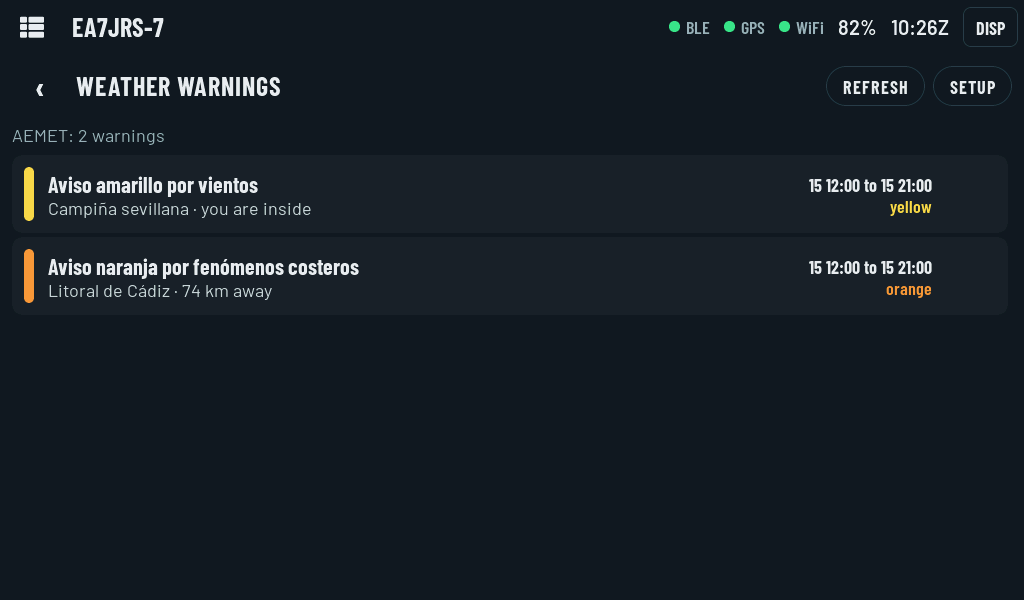 EA7JRS-7
BLE GPS WiFi 82% 10:26Z DISP
‹ WEATHER WARNINGS REFRESH SETUP
AEMET: 2 warnings
Aviso amarillo por vientos 15 12:00 to 15 21:00
Campiña sevillana · you are inside yellow
Aviso naranja por fenómenos costeros 15 12:00 to 15 21:00
Litoral de Cádiz · 74 km away orange